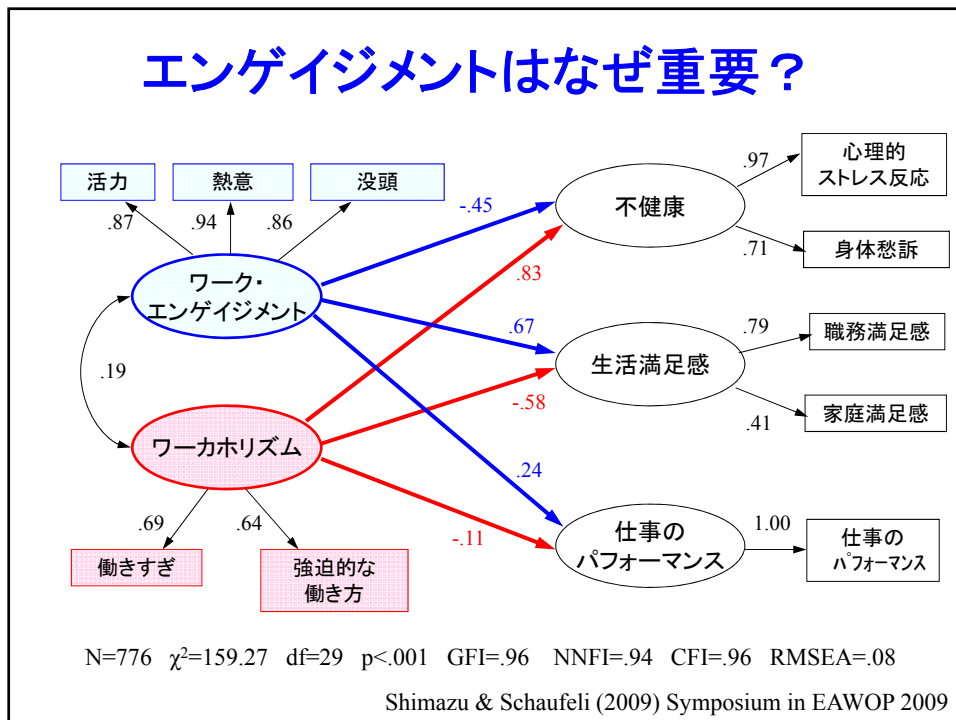 エンゲイジメントはなぜ重要？
活力
熱意
没頭
.87
.94
.86
ワーク・
エンゲイジメント
.19
ワーカホリズム
.69
.64
働きすぎ
強迫的な
働き方
-.45
.83
.67
-.58
.24
-.11
不健康
.97
心理的
ストレス反応
.71
身体愁訴
生活満足感
.79
職務満足感
.41
家庭満足感
仕事の
パフォーマンス
1.00
仕事の
パフォーマンス
N=776 χ²=159.27 df=29 p<.001 GFI=.96 NNFI=.94 CFI=.96 RMSEA=.08
Shimazu & Schaufeli (2009) Symposium in EAWOP 2009